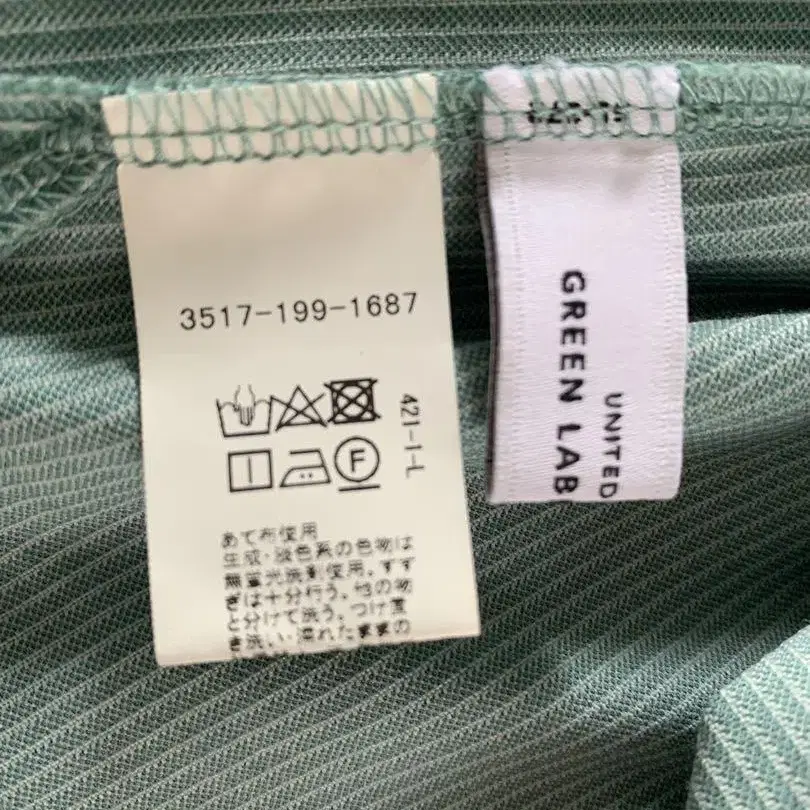 3517-199-1687
421-1-L
F
あて布使用
生成・淡色系の色物は
無蛍光洗剤使用。すす
ぎは十分行う。他の物
と分けて洗う。つけ置
き洗い・濡れたままの
UNITED
GREEN LAB